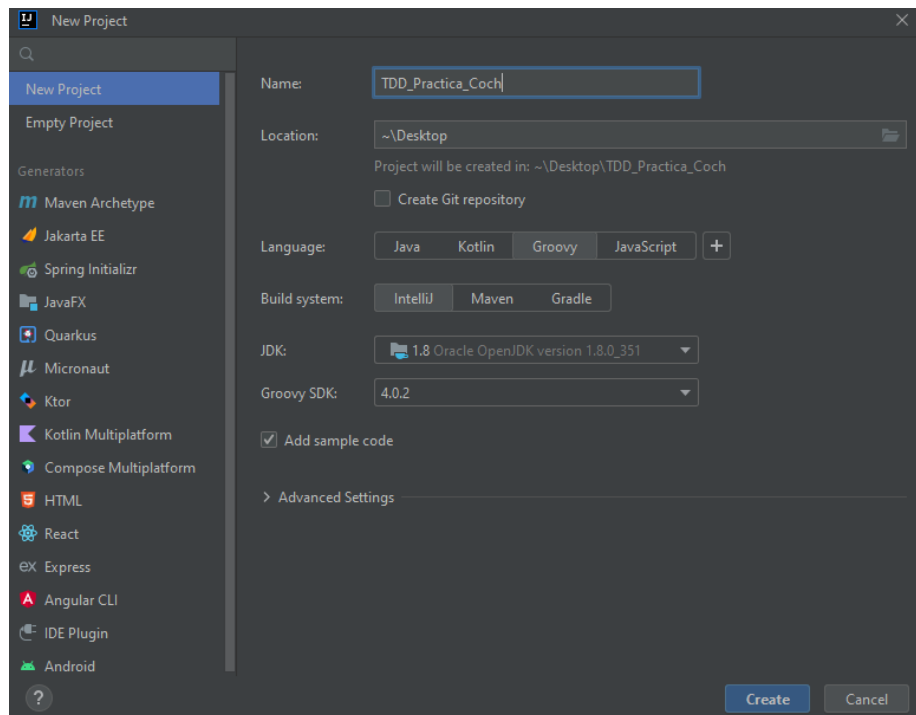 New Project
New Project
Empty Project
Generators
Maven Archetype
Jakarta EE
Spring Initializr
JavaFX
Quarkus
Micronaut
Ktor
Kotlin Multiplatform
Compose Multiplatform
HTML
React
Express
Angular CLI
IDE Plugin
Android
Name: TDD_Practica_Coch
Location: ~\Desktop
Project will be created in: ~\Desktop\TDD_Practica_Coch
Create Git repository
Language: Java Kotlin Groovy JavaScript +
Build system: IntelliJ Maven Gradle
JDK: 1.8 Oracle OpenJDK version 1.8.0_351
Groovy SDK: 4.0.2
Add sample code
Advanced Settings
? Create Cancel